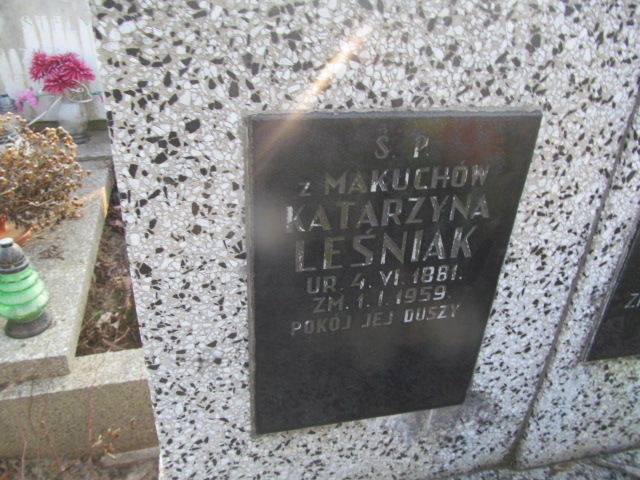 Ś. P.
z MAKUCHÓW
KATARZYNA
LEŚNIAK
UR. 4. VI. 1881.
ZM. 1. I. 1959.
POKÓJ JEJ DUSZY